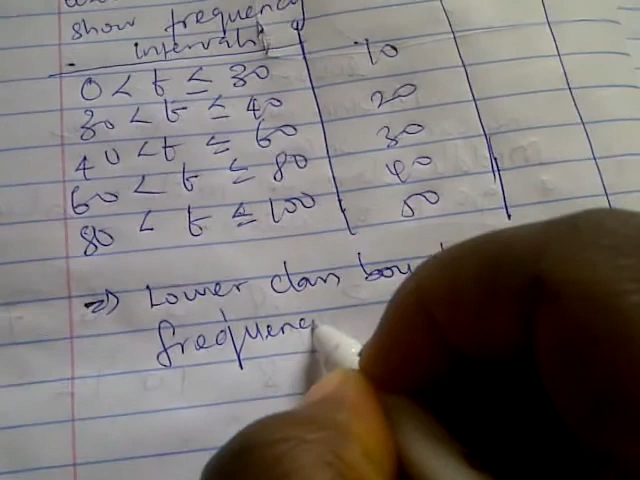 show frequency
intervals
0 < t ≤ 30 10
30 < t ≤ 40 20
40 < t ≤ 60 30
60 < t ≤ 80 40
80 < t ≤ 100 50
=> Lower class
frequenc